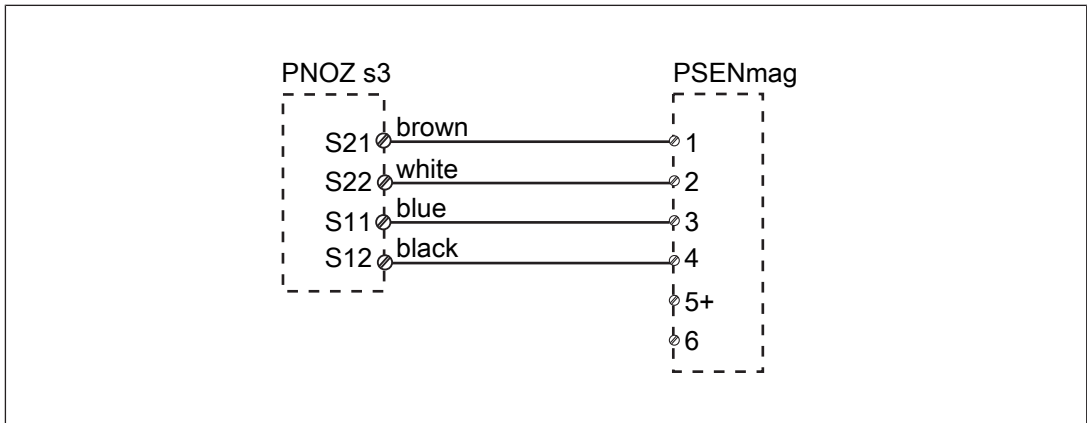 PNOZ s3 PSENmag
S21 brown 1
S22 white 2
S11 blue 3
S12 black 4
5+
6